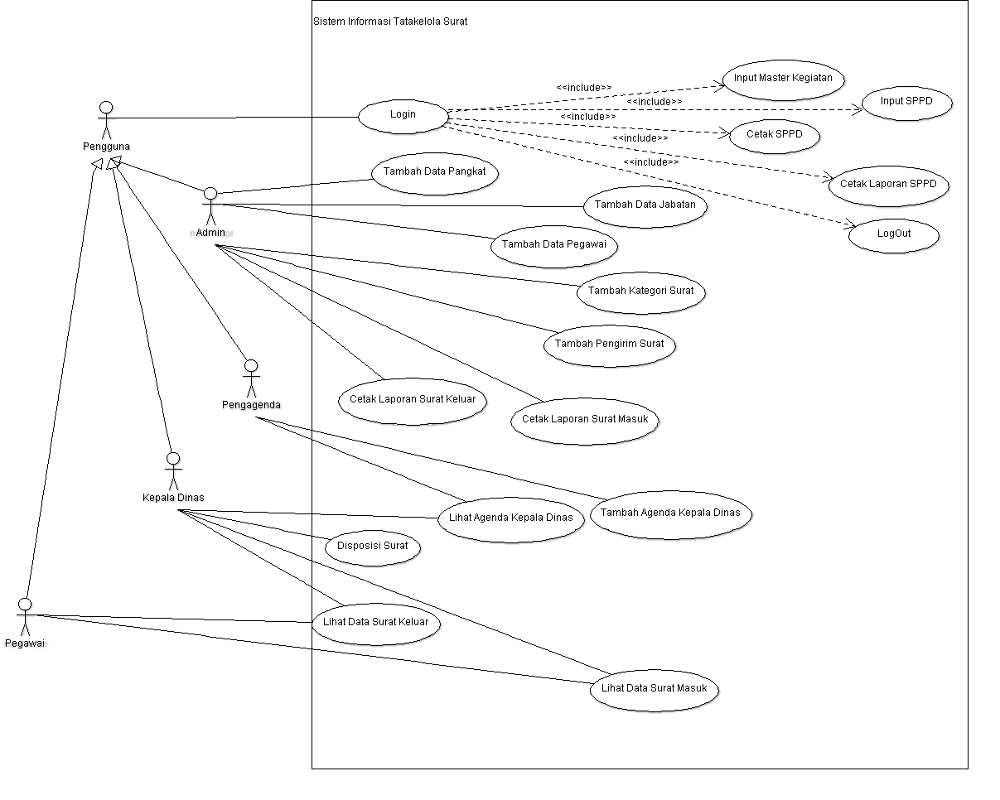 Sistem Informasi Tatakelola Surat
Input Master Kegiatan
<<include>>
Input SPPD
<<include>>
Login
<<include>>
Cetak SPPD
<<include>>
Pengguna
<<include>>
Tambah Data Pangkat
Cetak Laporan SPPD
Tambah Data Jabatan
Admin
LogOut
Tambah Data Pegawai
Tambah Kategori Surat
Tambah Pengirim Surat
Cetak Laporan Surat Keluar
Pengagenda
Cetak Laporan Surat Masuk
Kepala Dinas
Tambah Agenda Kepala Dinas
Lihat Agenda Kepala Dinas
Disposisi Surat
Lihat Data Surat Keluar
Pegawai
Lihat Data Surat Masuk